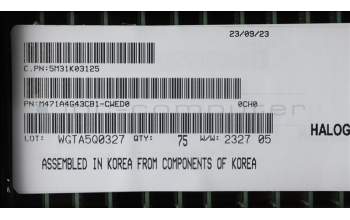 23/09/23
C.PN:5M31K03125
PN:M471A4G43CB1-CWED0 0CH0
LOT: WGTA5Q0327 QTY: 75 W/W: 2327 05
HALOG
ASSEMBLED IN KOREA FROM COMPONENTS OF KOREA